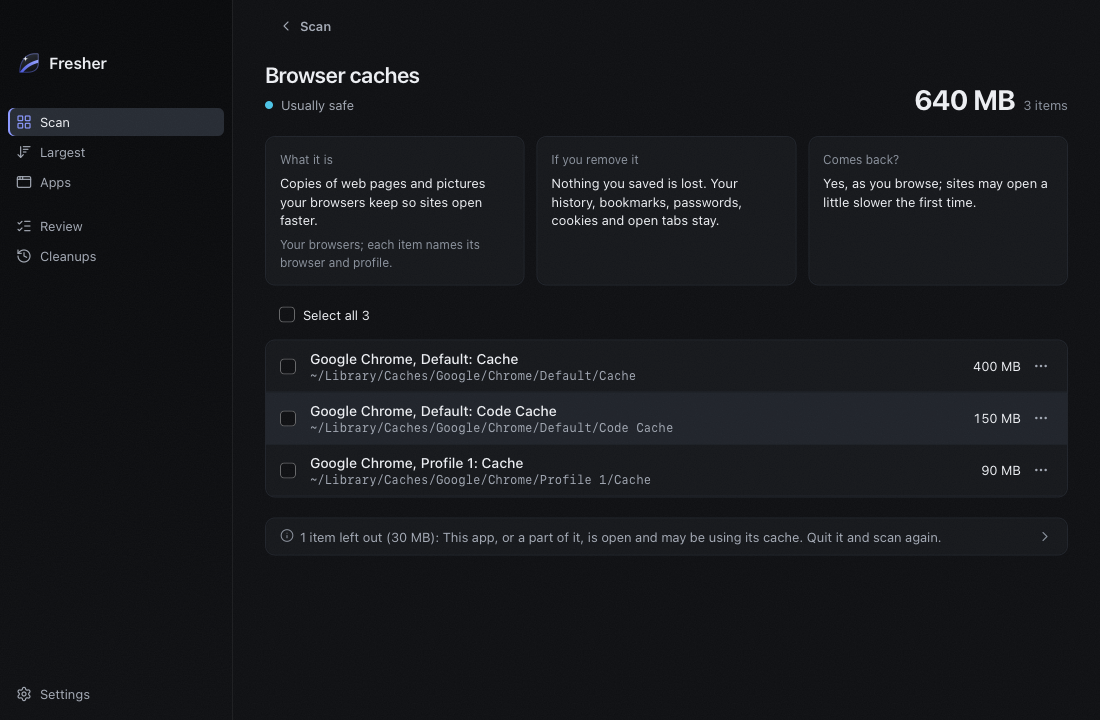 Scan
Fresher
Browser caches
Usually safe
640 MB 3 items
Scan
Largest
Apps
Review
Cleanups
What it is
Copies of web pages and pictures
your browsers keep so sites open
faster.
Your browsers; each item names its
browser and profile.
If you remove it
Nothing you saved is lost. Your
history, bookmarks, passwords,
cookies and open tabs stay.
Comes back?
Yes, as you browse; sites may open a
little slower the first time.
Select all 3
Google Chrome, Default: Cache
~/Library/Caches/Google/Chrome/Default/Cache
400 MB
Google Chrome, Default: Code Cache
~/Library/Caches/Google/Chrome/Default/Code Cache
150 MB
Google Chrome, Profile 1: Cache
~/Library/Caches/Google/Chrome/Profile 1/Cache
90 MB
1 item left out (30 MB): This app, or a part of it, is open and may be using its cache. Quit it and scan again.
Settings